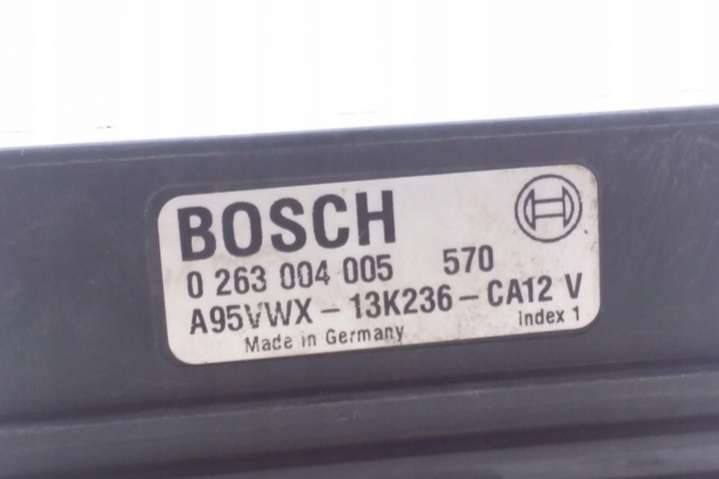 BOSCH
0 263 004 005 570
A95VWX-13K236-CA12 V
Made in Germany Index 1